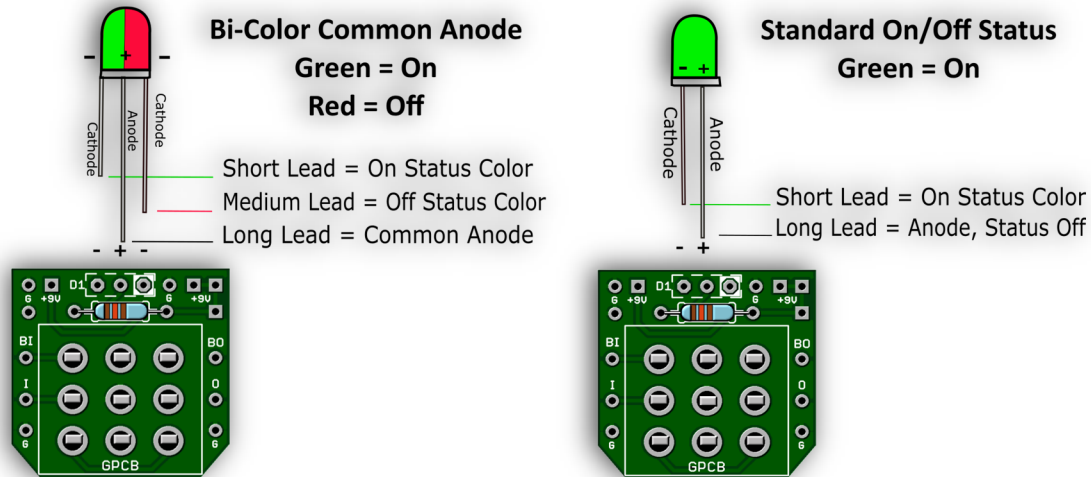 Bi-Color Common Anode
Green = On
Red = Off
- + -
Cathode
Anode
Cathode
Short Lead = On Status Color
Medium Lead = Off Status Color
Long Lead = Common Anode
- + -
G +9V D1 G +9V
BI BO
I O
G G
GPCB
Standard On/Off Status
Green = On
- +
Cathode
Anode
Short Lead = On Status Color
Long Lead = Anode, Status Off
- +
G +9V D1 G +9V
BI BO
I O
G G
GPCB